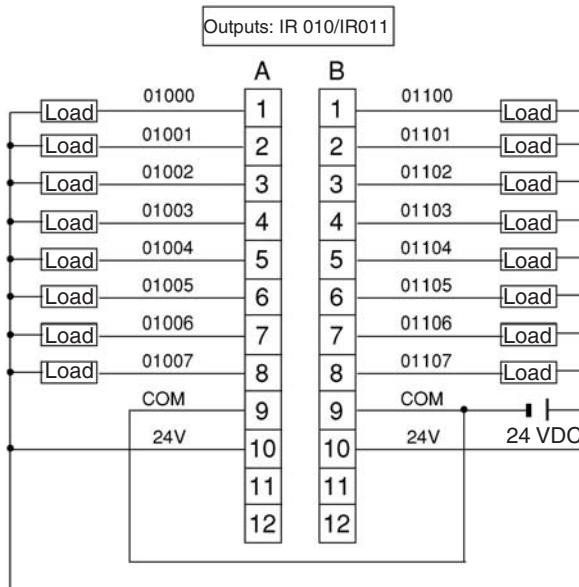 Outputs: IR 010/IR011
A B
Load 01000 1 1 01100 Load
Load 01001 2 2 01101 Load
Load 01002 3 3 01102 Load
Load 01003 4 4 01103 Load
Load 01004 5 5 01104 Load
Load 01005 6 6 01105 Load
Load 01006 7 7 01106 Load
Load 01007 8 8 01107 Load
COM 9 9 COM
24V 10 10 24V 24 VDC
11 11
12 12